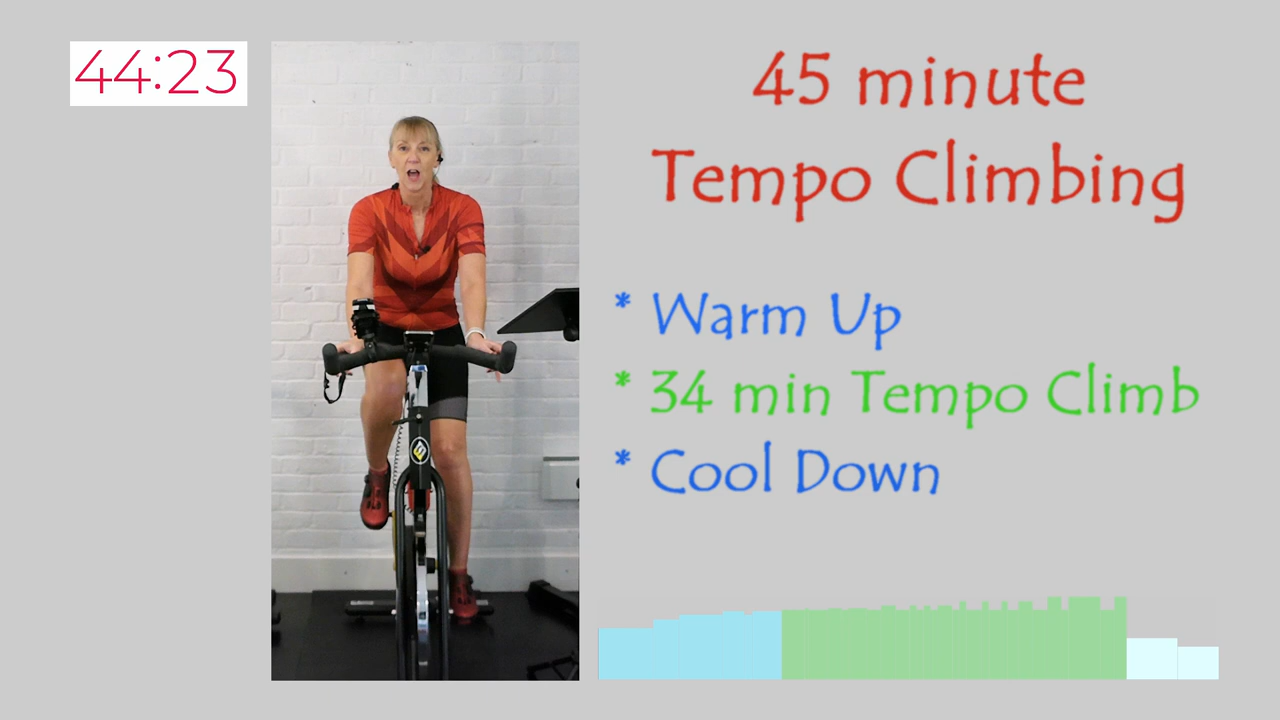 44:23
45 minute
Tempo Climbing
* Warm Up
* 34 min Tempo Climb
* Cool Down